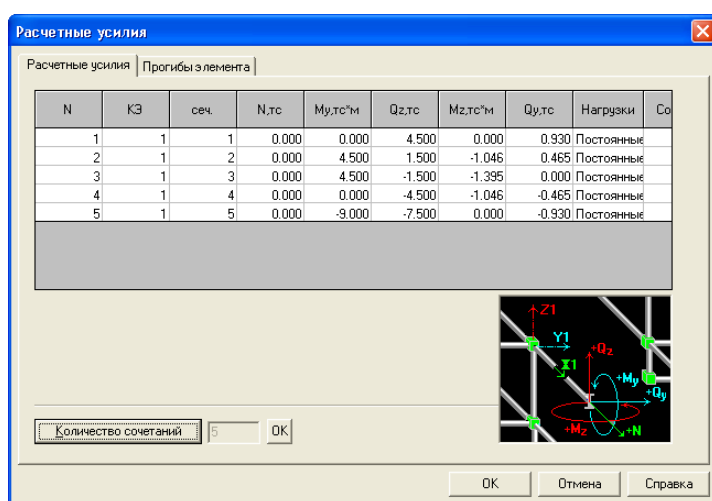 Расчетные усилия
Расчетные усилия Прогибы элемента
N КЭ сеч. N,тс My,тс*м Qz,тс Mz,тс*м Qy,тс Нагрузки Со
1 1 1 0.000 0.000 4.500 0.000 0.930 Постоянные
2 1 2 0.000 4.500 1.500 -1.046 0.465 Постоянные
3 1 3 0.000 4.500 -1.500 -1.395 0.000 Постоянные
4 1 4 0.000 0.000 -4.500 -1.046 -0.465 Постоянные
5 1 5 0.000 -9.000 -7.500 0.000 -0.930 Постоянные
Z1
Y1
+Qz
X1
+My
+Qy
+Mz
+N
Количество сочетаний 5 OK
OK Отмена Справка